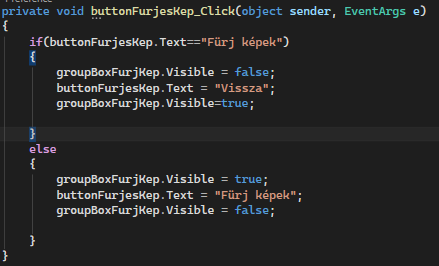 private void buttonFurjesKep_Click(object sender, EventArgs e)
{
if(buttonFurjesKep.Text=="Fürj képek")
{
groupBoxFurjKep.Visible = false;
buttonFurjesKep.Text = "Vissza";
groupBoxFurjKep.Visible=true;
}
else
{
groupBoxFurjKep.Visible = true;
buttonFurjesKep.Text = "Fürj képek";
groupBoxFurjKep.Visible = false;
}
}